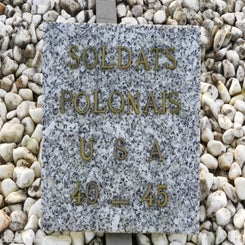 SOLDATS
POLONAIS
U S A
40 _ 45